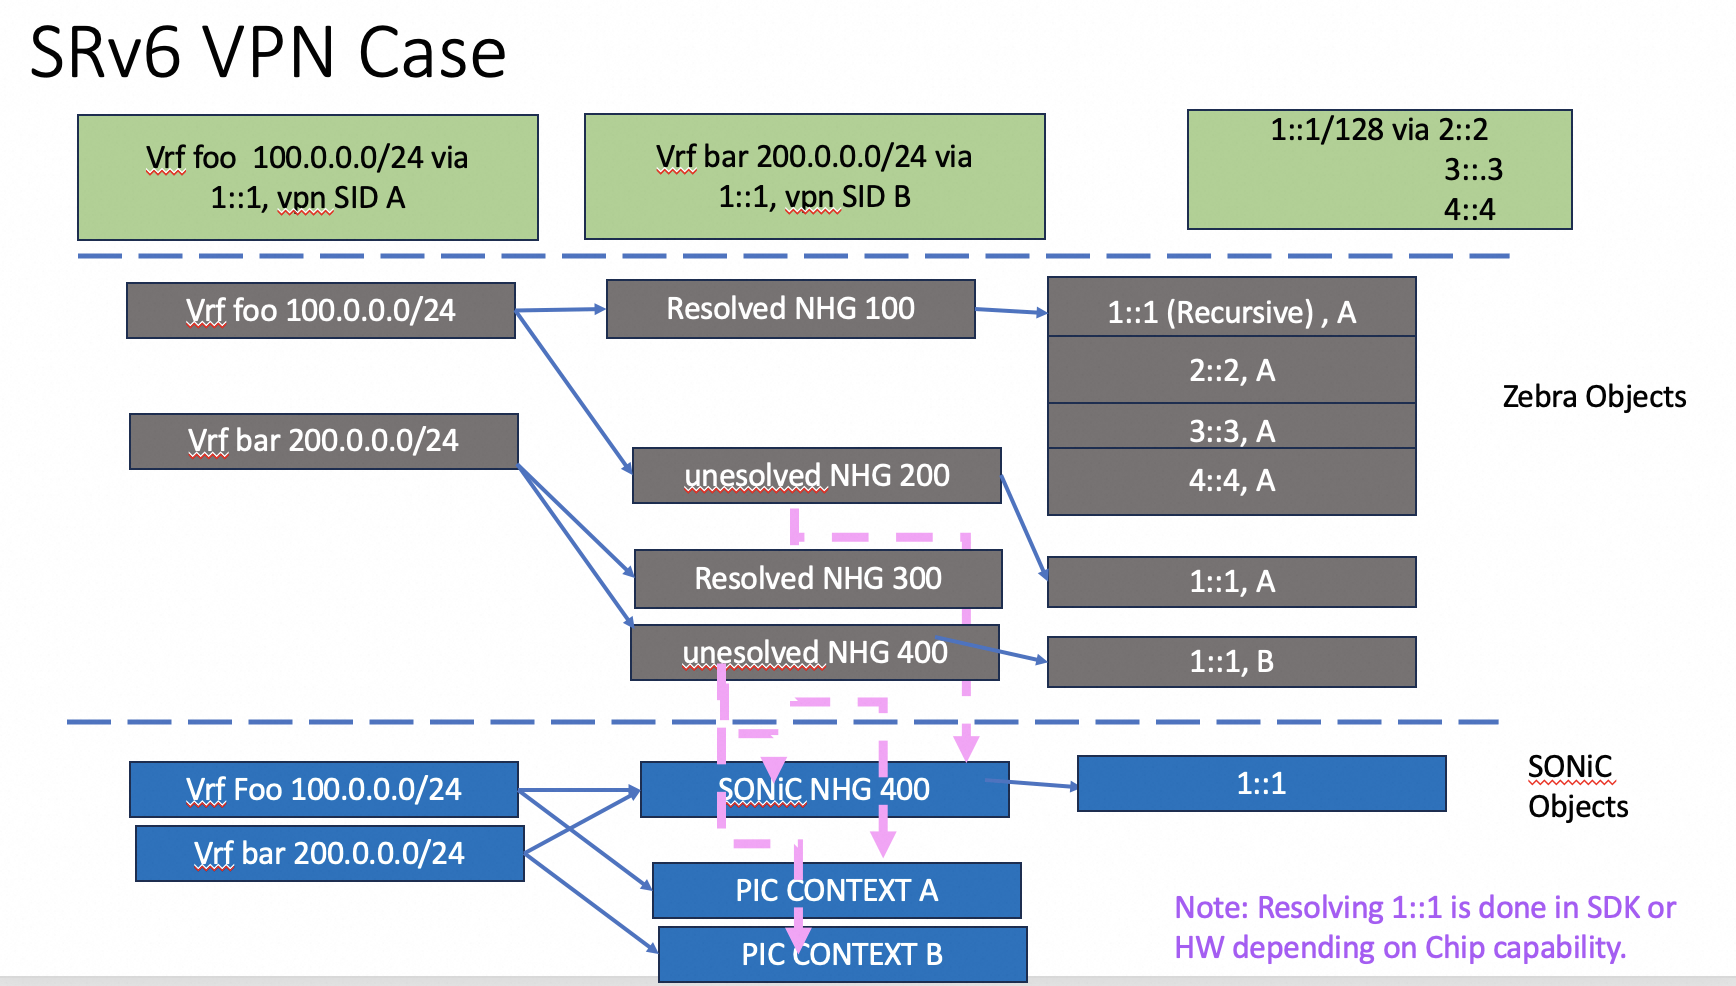 SRv6 VPN Case
Vrf foo  100.0.0.0/24 via
1::1, vpn SID A
Vrf bar 200.0.0.0/24 via
1::1, vpn SID B
1::1/128 via 2::2
3::.3
4::4
Vrf foo 100.0.0.0/24
Resolved NHG 100
1::1 (Recursive) , A
2::2, A
3::3, A
4::4, A
Zebra Objects
Vrf bar 200.0.0.0/24
unesolved NHG 200
Resolved NHG 300
1::1, A
unesolved NHG 400
1::1, B
Vrf Foo 100.0.0.0/24
SONiC NHG 400
1::1
SONiC
Objects
Vrf bar 200.0.0.0/24
PIC CONTEXT A
PIC CONTEXT B
Note: Resolving 1::1 is done in SDK or
HW depending on Chip capability.